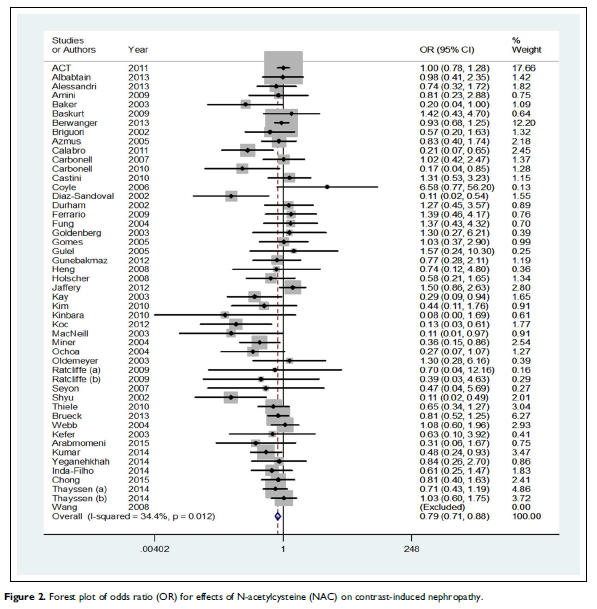 Studies %
or Authors Year OR (95% CI) Weight
ACT 2011 1.00 (0.78, 1.28) 17.66
Albabtain 2013 0.98 (0.41, 2.35) 1.42
Alessandri 2013 0.74 (0.32, 1.72) 1.82
Amini 2009 0.81 (0.23, 2.88) 0.75
Baker 2003 0.20 (0.04, 1.00) 1.09
Baskurt 2009 1.42 (0.43, 4.70) 0.64
Berwanger 2013 0.93 (0.68, 1.25) 12.20
Briguori 2002 0.57 (0.20, 1.63) 1.32
Azmus 2005 0.83 (0.40, 1.74) 2.18
Calabro 2011 0.21 (0.07, 0.65) 2.45
Carbonell 2007 1.02 (0.42, 2.47) 1.37
Carbonell 2010 0.17 (0.04, 0.85) 1.28
Castini 2010 1.31 (0.53, 3.23) 1.15
Coyle 2006 6.58 (0.77, 56.20) 0.13
Diaz-Sandoval 2002 0.11 (0.02, 0.54) 1.55
Durham 2002 1.27 (0.45, 3.57) 0.89
Ferrario 2009 1.39 (0.46, 4.17) 0.76
Fung 2004 1.37 (0.43, 4.32) 0.70
Goldenberg 2003 1.30 (0.27, 6.21) 0.39
Gomes 2005 1.03 (0.37, 2.90) 0.99
Gulel 2005 1.57 (0.24, 10.30) 0.25
Gunebakmaz 2012 0.77 (0.28, 2.11) 1.19
Heng 2008 0.74 (0.12, 4.80) 0.36
Holscher 2008 0.58 (0.21, 1.65) 1.34
Jaffery 2012 1.50 (0.86, 2.63) 2.80
Kay 2003 0.29 (0.09, 0.94) 1.65
Kim 2010 0.44 (0.11, 1.76) 0.91
Kinbara 2010 0.08 (0.00, 1.69) 0.61
Koc 2012 0.13 (0.03, 0.61) 1.77
MacNeill 2003 0.11 (0.01, 0.97) 0.91
Miner 2004 0.36 (0.15, 0.86) 2.54
Ochoa 2004 0.27 (0.07, 1.07) 1.27
Oldemeyer 2003 1.30 (0.28, 6.16) 0.39
Ratcliffe (a) 2009 0.70 (0.04, 12.16) 0.16
Ratcliffe (b) 2009 0.39 (0.03, 4.63) 0.29
Seyon 2007 0.47 (0.04, 5.69) 0.27
Shyu 2002 0.11 (0.02, 0.49) 2.01
Thiele 2010 0.65 (0.34, 1.27) 3.04
Brueck 2013 0.81 (0.52, 1.25) 6.27
Webb 2004 1.08 (0.60, 1.96) 2.93
Kefer 2003 0.63 (0.10, 3.92) 0.41
Arabmomeni 2015 0.31 (0.06, 1.67) 0.75
Kumar 2014 0.48 (0.24, 0.93) 3.47
Yeganehkhah 2014 0.84 (0.26, 2.70) 0.86
Inda-Filho 2014 0.61 (0.25, 1.47) 1.83
Chong 2015 0.81 (0.40, 1.63) 2.41
Thayssen (a) 2014 0.71 (0.43, 1.19) 4.86
Thayssen (b) 2014 1.03 (0.60, 1.75) 3.72
Wang 2008 (Excluded) 0.00
Overall (I-squared = 34.4%, p = 0.012) 0.79 (0.71, 0.88) 100.00
.00402 1 248
Figure 2. Forest plot of odds ratio (OR) for effects of N-acetylcysteine (NAC) on contrast-induced nephropathy.